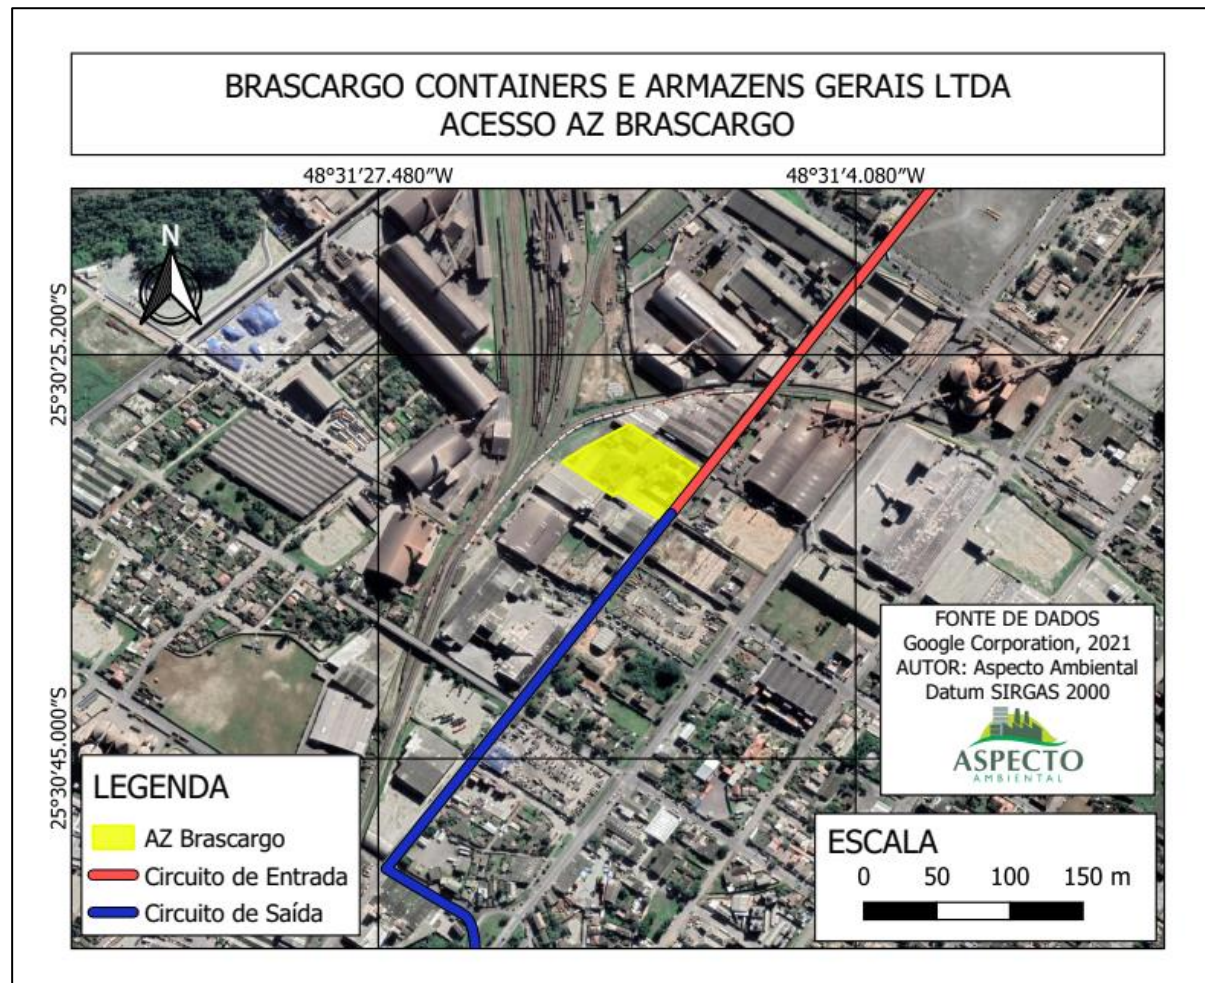 BRASCARGO CONTAINERS E ARMAZENS GERAIS LTDA
ACESSO AZ BRASCARGO
48°31'27.480"W
48°31'4.080"W
N
25°30'25.200"S
25°30'45.000"S
FONTE DE DADOS
Google Corporation, 2021
AUTOR: Aspecto Ambiental
Datum SIRGAS 2000
ASPECTO
AMBIENTAL
LEGENDA
AZ Brascargo
Circuito de Entrada
Circuito de Saída
ESCALA
0 50 100 150 m